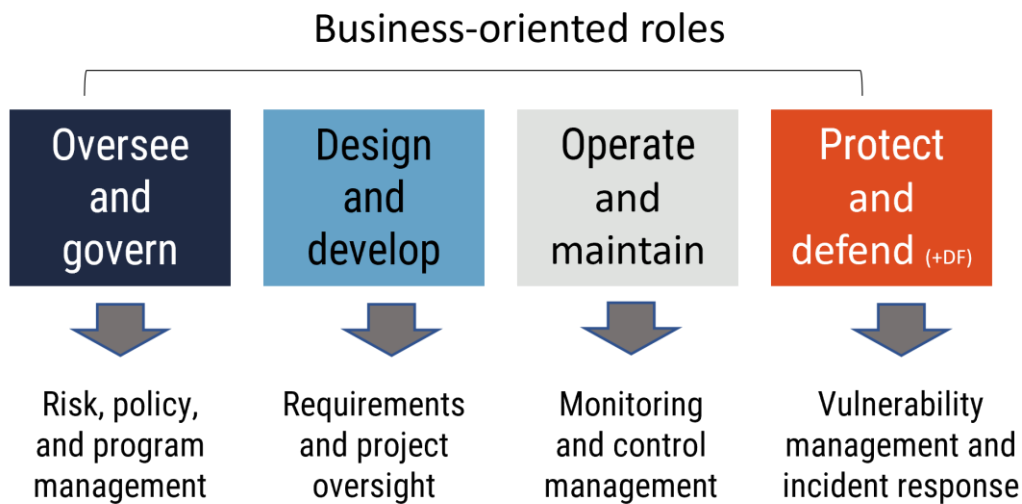 Business-oriented roles
Oversee
and
govern
Design
and
develop
Operate
and
maintain
Protect
and
defend (+DF)
Risk, policy,
and program
management
Requirements
and project
oversight
Monitoring
and control
management
Vulnerability
management and
incident response